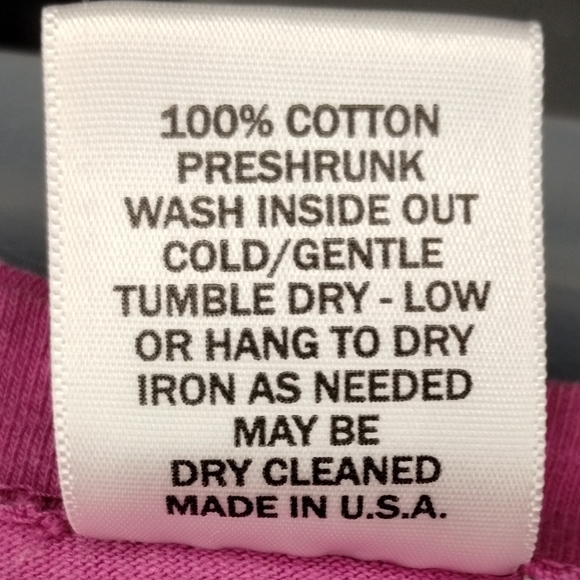 100% COTTON
PRESHRUNK
WASH INSIDE OUT
COLD/GENTLE
TUMBLE DRY - LOW
OR HANG TO DRY
IRON AS NEEDED
MAY BE
DRY CLEANED
MADE IN U.S.A.